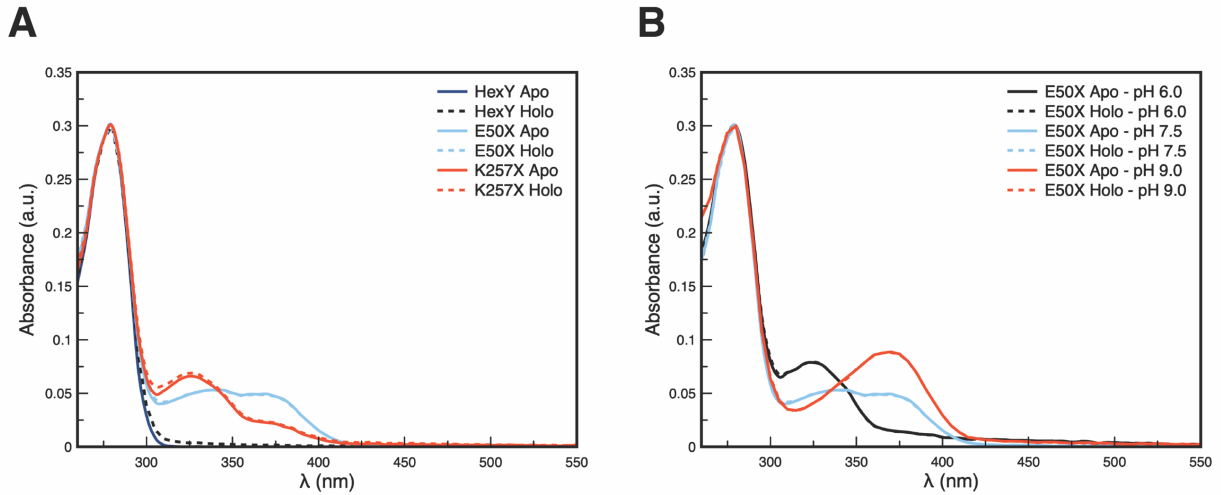 A
B
0.35
0.3
0.25
0.2
0.15
0.1
0.05
0
Absorbance (a.u.)
HexY Apo
HexY Holo
E50X Apo
E50X Holo
K257X Apo
K257X Holo
300
350
400
450
500
550
λ (nm)
0.35
0.3
0.25
0.2
0.15
0.1
0.05
0
Absorbance (a.u.)
E50X Apo - pH 6.0
E50X Holo - pH 6.0
E50X Apo - pH 7.5
E50X Holo - pH 7.5
E50X Apo - pH 9.0
E50X Holo - pH 9.0
300
350
400
450
500
550
λ (nm)